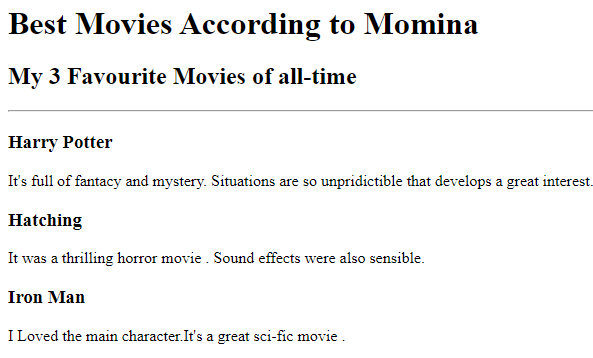 Best Movies According to Momina
My 3 Favourite Movies of all-time
Harry Potter
It's full of fantacy and mystery. Situations are so unpridictible that develops a great interest.
Hatching
It was a thrilling horror movie . Sound effects were also sensible.
Iron Man
I Loved the main character.It's a great sci-fic movie .